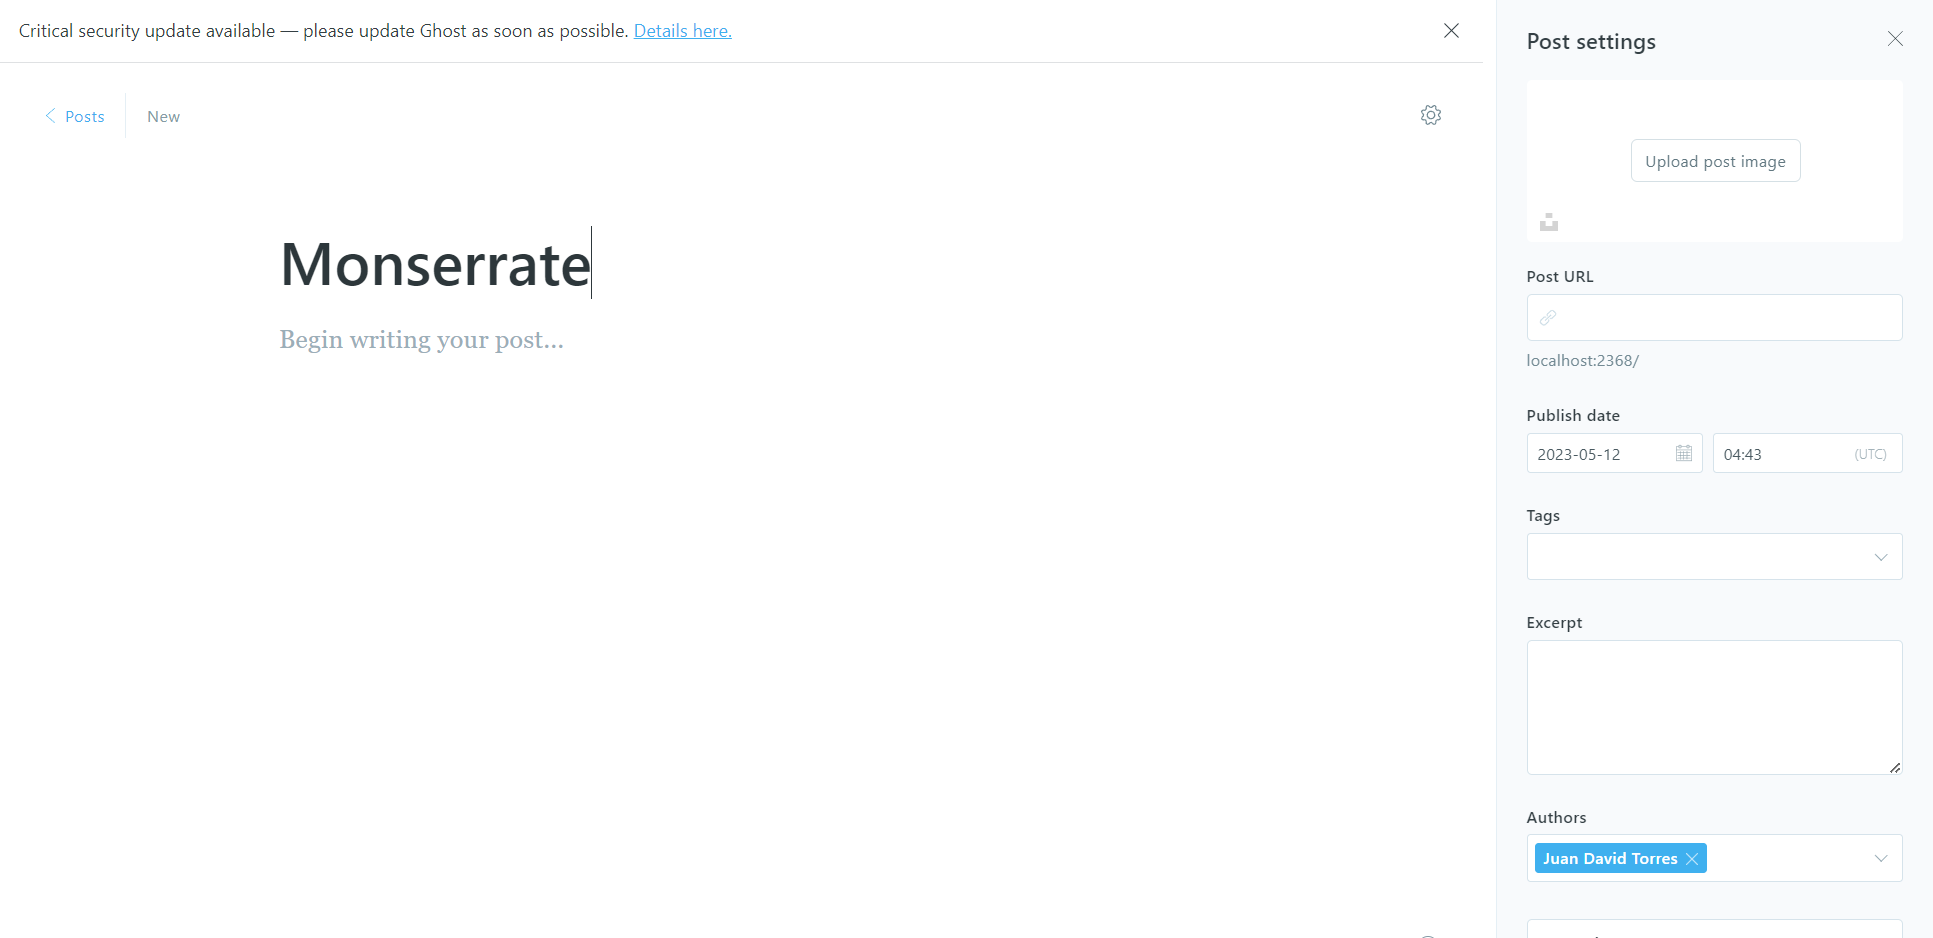 Critical security update available — please update Ghost as soon as possible. Details here.
Posts
New
Monserrate
Begin writing your post...
Post settings
Upload post image
Post URL
localhost:2368/
Publish date
2023-05-12
04:43 (UTC)
Tags
Excerpt
Authors
Juan David Torres